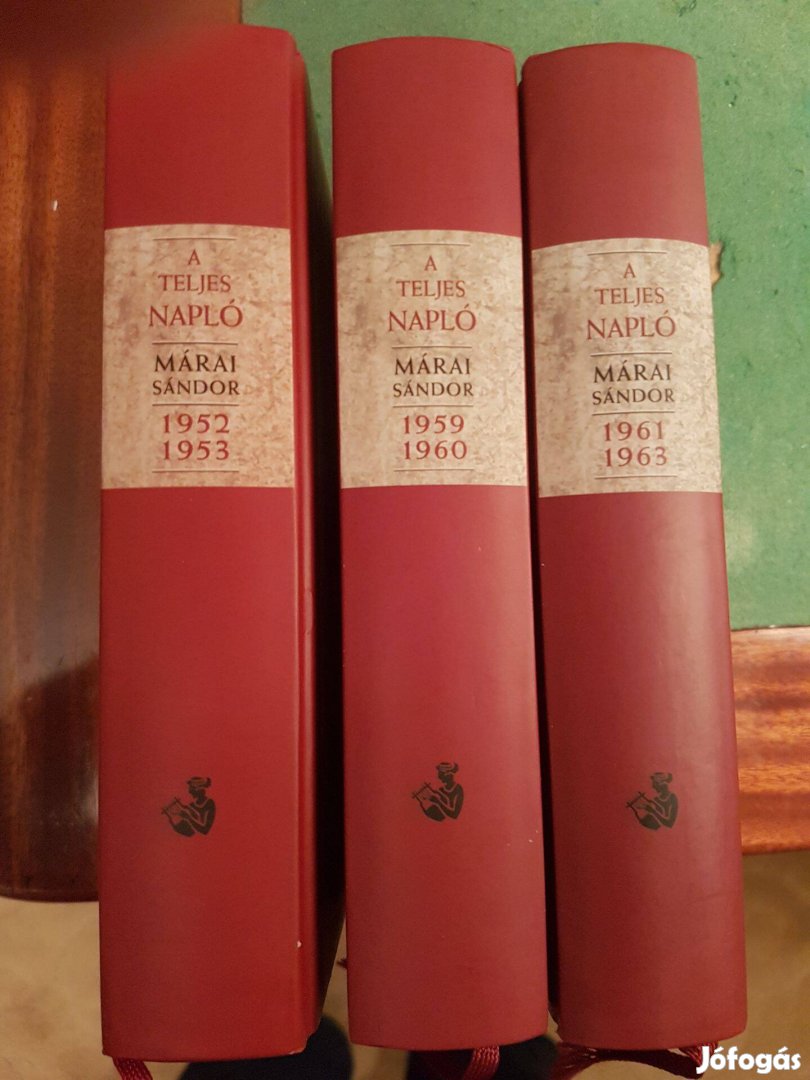 A
TELJES
NAPLÓ
MÁRAI
SÁNDOR
1952
1953
A
TELJES
NAPLÓ
MÁRAI
SÁNDOR
1959
1960
A
TELJES
NAPLÓ
MÁRAI
SÁNDOR
1961
1963
Jófogás